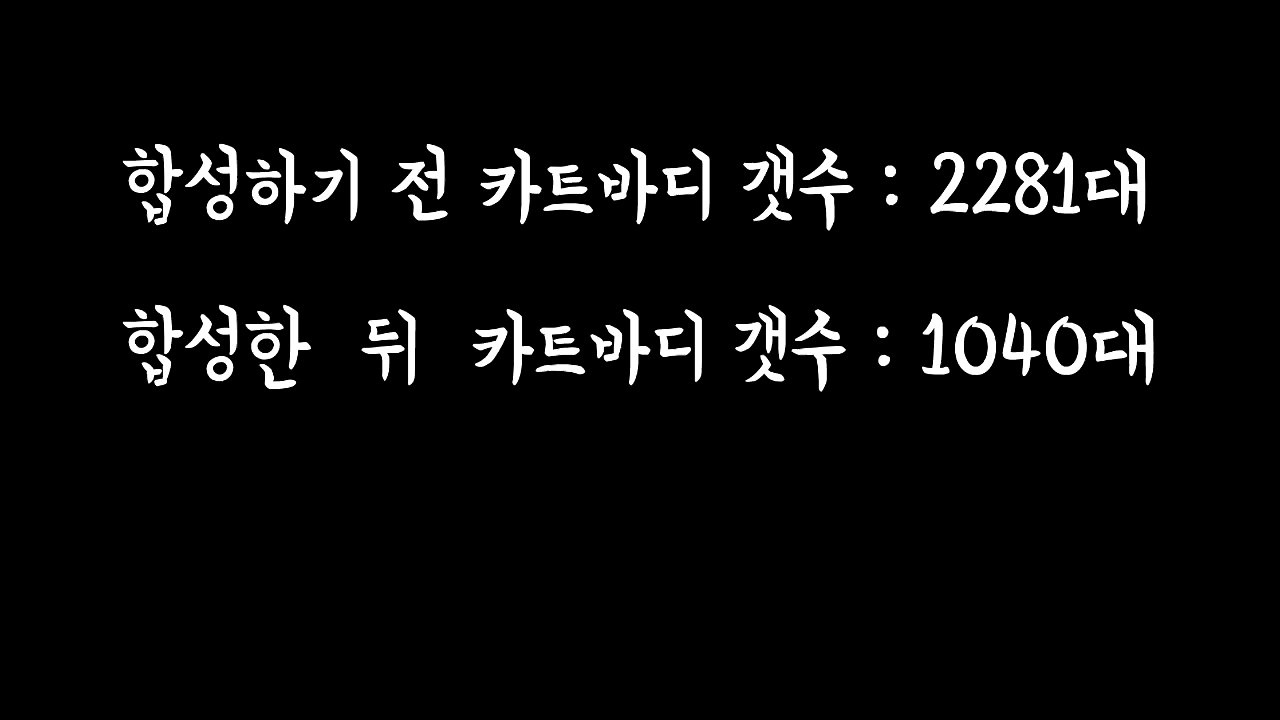 합성하기 전 카트바디 갯수 : 2281대
합성한 뒤 카트바디 갯수 : 1040대